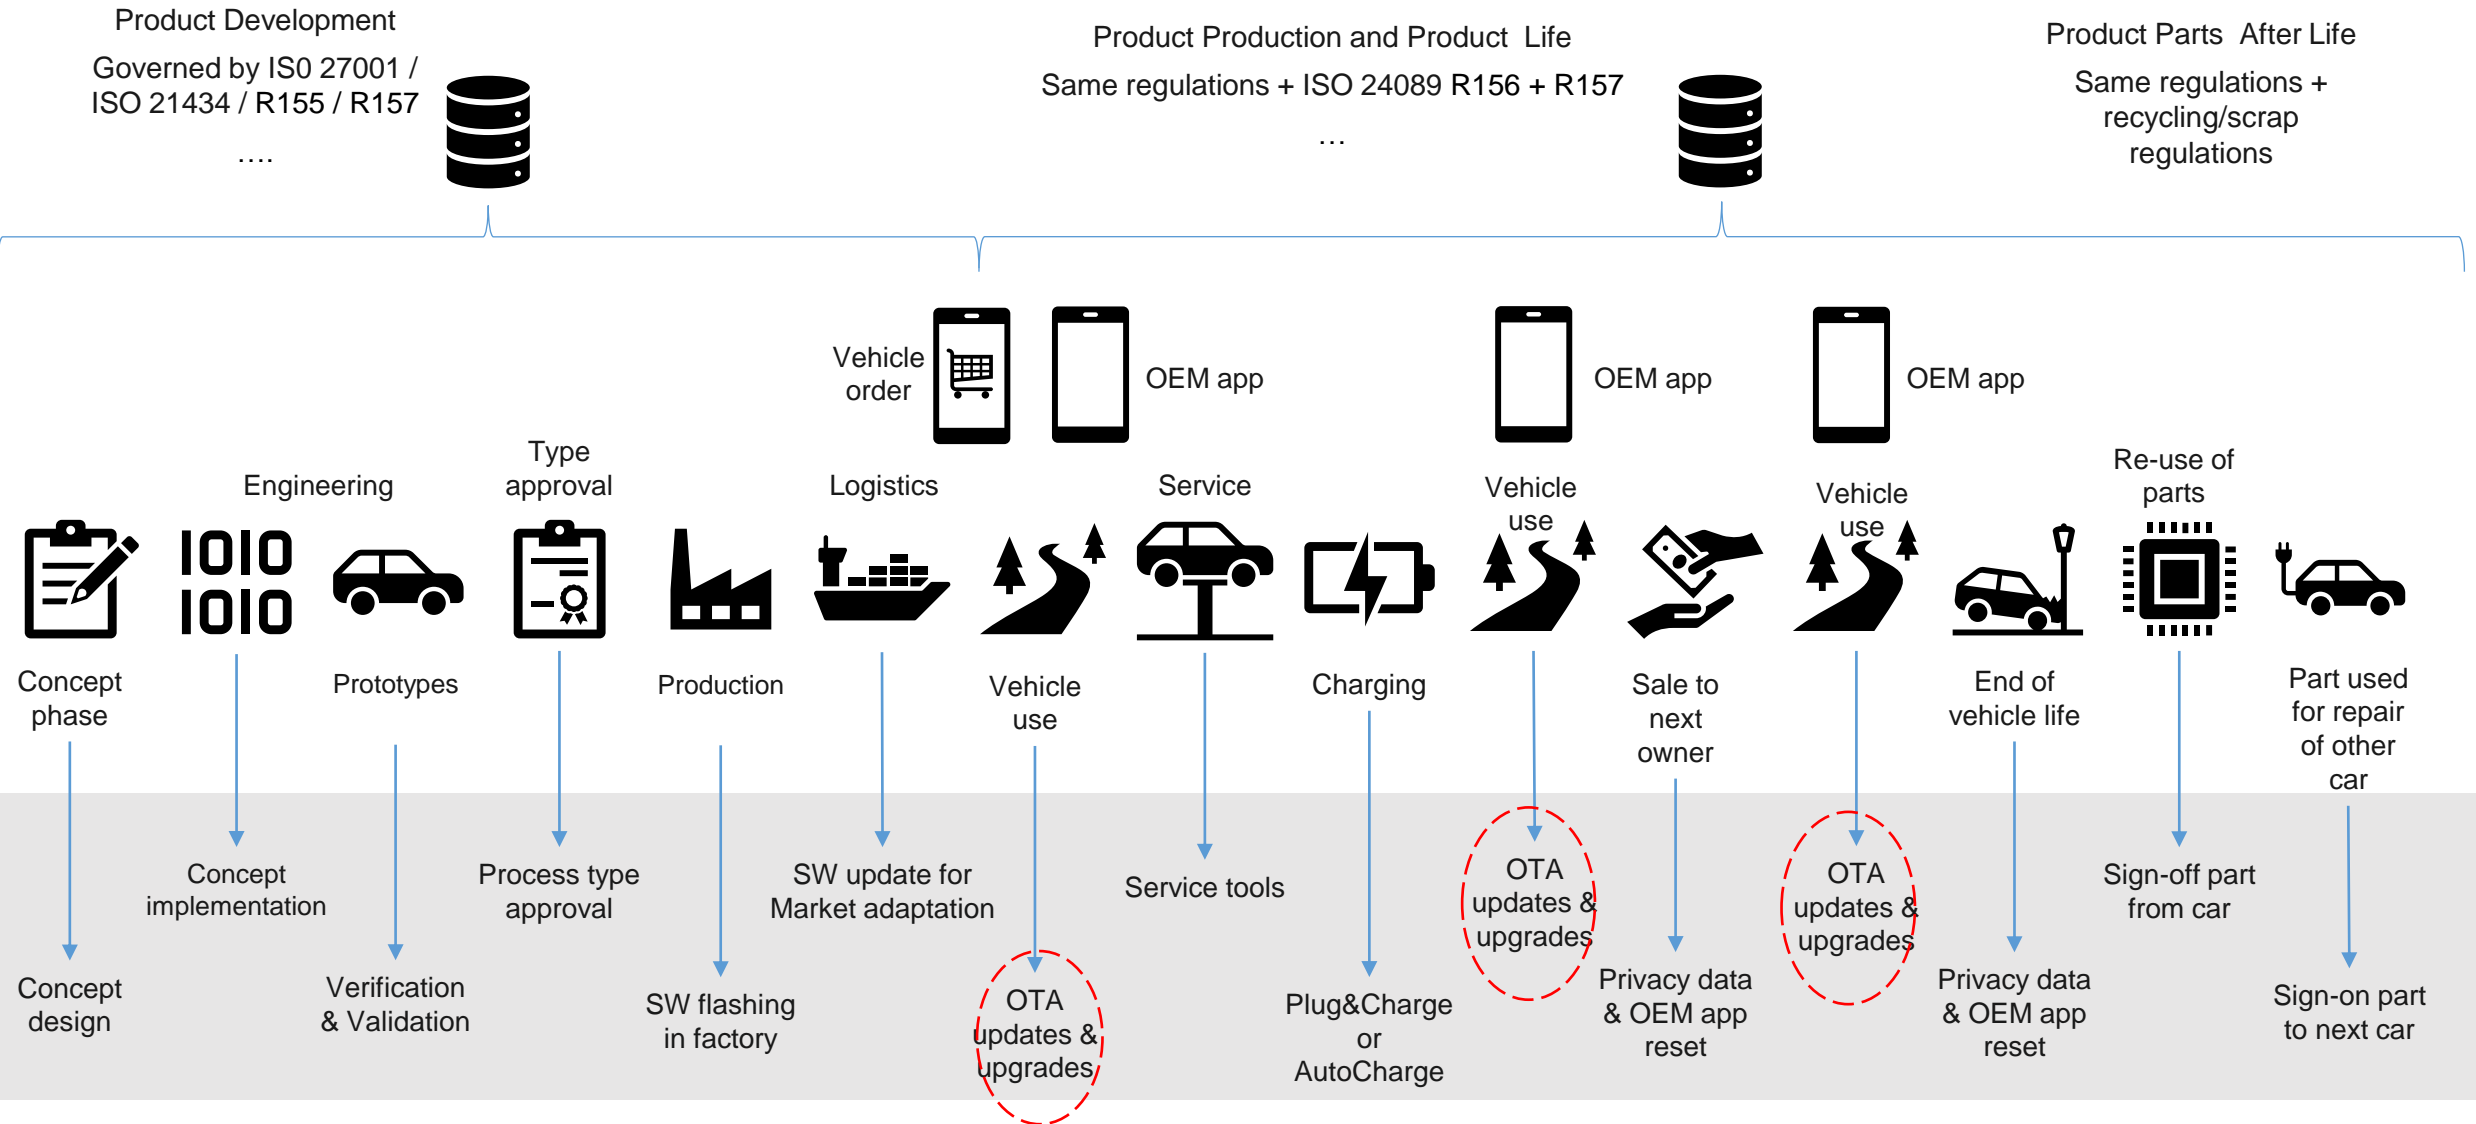 Product Development
Governed by IS0 27001 /
ISO 21434 / R155 / R157
....
Product Production and Product Life
Same regulations + ISO 24089 R156 + R157
...
Product Parts After Life
Same regulations +
recycling/scrap
regulations
Vehicle
order
OEM app
OEM app
OEM app
Engineering
Type
approval
Logistics
Service
Vehicle
use
Vehicle
use
Re-use of
parts
IOIO
IOIO
Concept
phase
Prototypes
Production
Vehicle
use
Charging
Sale to
next
owner
End of
vehicle life
Part used
for repair
of other
car
Concept
design
Concept
implementation
Verification
& Validation
Process type
approval
SW flashing
in factory
SW update for
Market adaptation
OTA
updates &
upgrades
Service tools
Plug&Charge
or
AutoCharge
OTA
updates &
upgrades
Privacy data
& OEM app
reset
OTA
updates &
upgrades
Privacy data
& OEM app
reset
Sign-off part
from car
Sign-on part
to next car